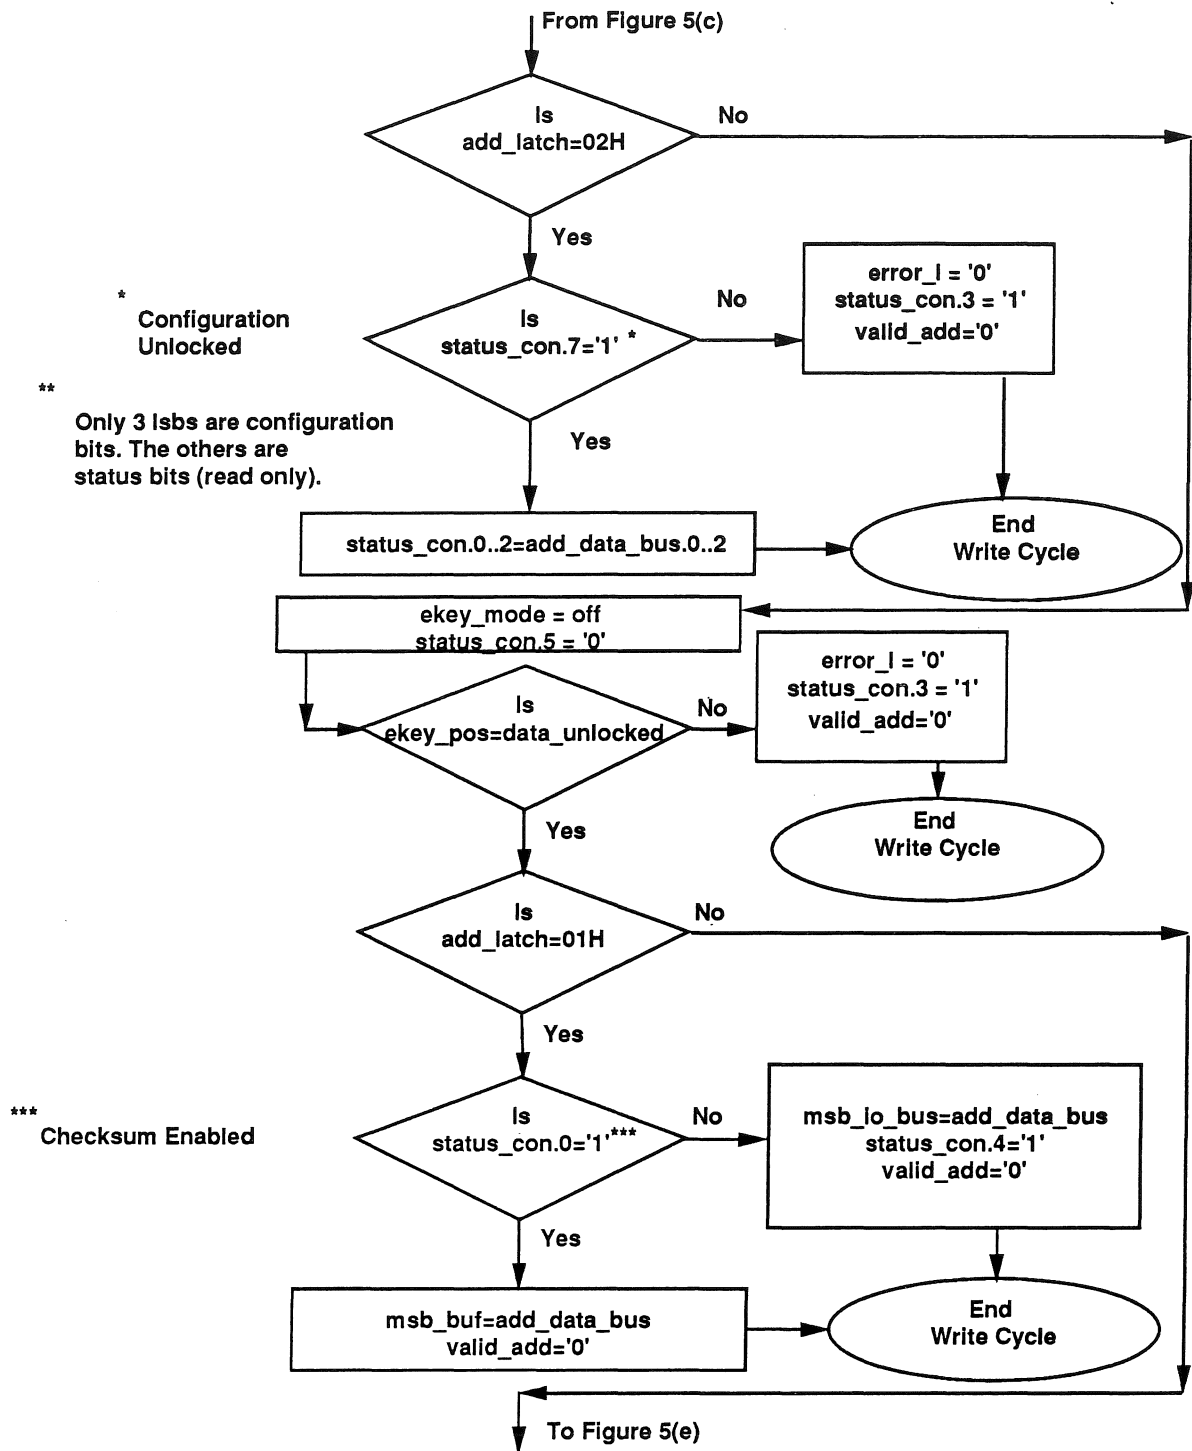 From Figure 5(c)
Is
add_latch=02H
No
Yes
*
Configuration
Unlocked
Is
status_con.7='1' *
No
error_l = '0'
status_con.3 = '1'
valid_add='0'
**
Only 3 lsbs are configuration
bits. The others are
status bits (read only).
Yes
status_con.0..2=add_data_bus.0..2
End
Write Cycle
ekey_mode = off
status_con.5 = '0'
Is
ekey_pos=data_unlocked
No
error_l = '0'
status_con.3 = '1'
valid_add='0'
End
Write Cycle
Yes
Is
add_latch=01H
No
Yes
***
Checksum Enabled
Is
status_con.0='1'***
No
msb_io_bus=add_data_bus
status_con.4='1'
valid_add='0'
Yes
msb_buf=add_data_bus
valid_add='0'
End
Write Cycle
To Figure 5(e)